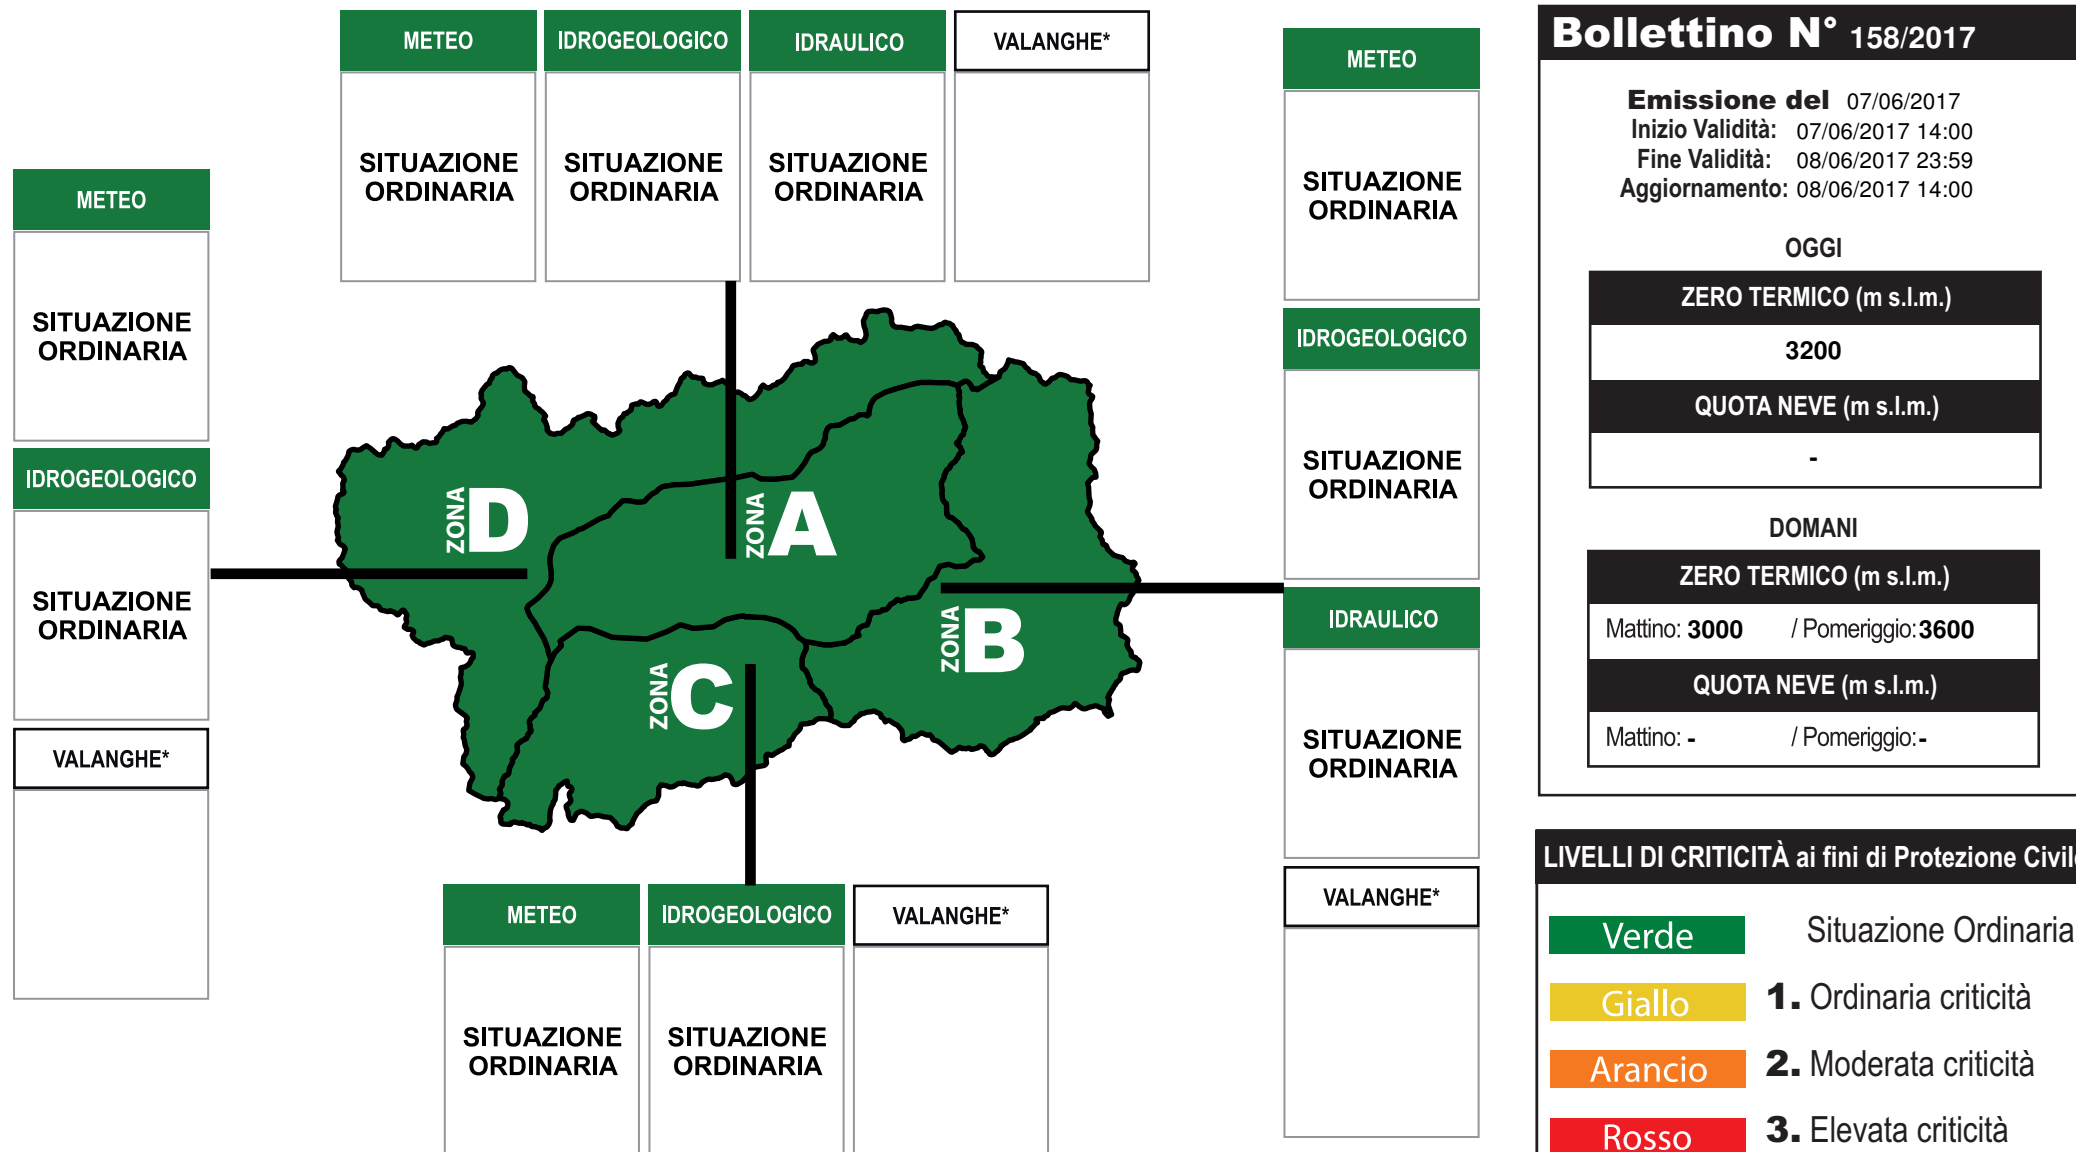 METEO
IDROGEOLOGICO
IDRAULICO
VALANGHE*
SITUAZIONE
ORDINARIA
SITUAZIONE
ORDINARIA
SITUAZIONE
ORDINARIA
METEO
SITUAZIONE
ORDINARIA
IDROGEOLOGICO
SITUAZIONE
ORDINARIA
VALANGHE*
ZONA D
ZONA A
ZONA B
ZONA C
METEO
SITUAZIONE
ORDINARIA
IDROGEOLOGICO
SITUAZIONE
ORDINARIA
IDRAULICO
SITUAZIONE
ORDINARIA
VALANGHE*
METEO
IDROGEOLOGICO
VALANGHE*
SITUAZIONE
ORDINARIA
SITUAZIONE
ORDINARIA
Bollettino N° 158/2017
Emissione del 07/06/2017
Inizio Validità: 07/06/2017 14:00
Fine Validità: 08/06/2017 23:59
Aggiornamento: 08/06/2017 14:00
OGGI
ZERO TERMICO (m s.l.m.)
3200
QUOTA NEVE (m s.l.m.)
-
DOMANI
ZERO TERMICO (m s.l.m.)
Mattino: 3000 / Pomeriggio: 3600
QUOTA NEVE (m s.l.m.)
Mattino: - / Pomeriggio: -
LIVELLI DI CRITICITÀ ai fini di Protezione Civil
Verde Situazione Ordinaria
Giallo 1. Ordinaria criticità
Arancio 2. Moderata criticità
Rosso 3. Elevata criticità